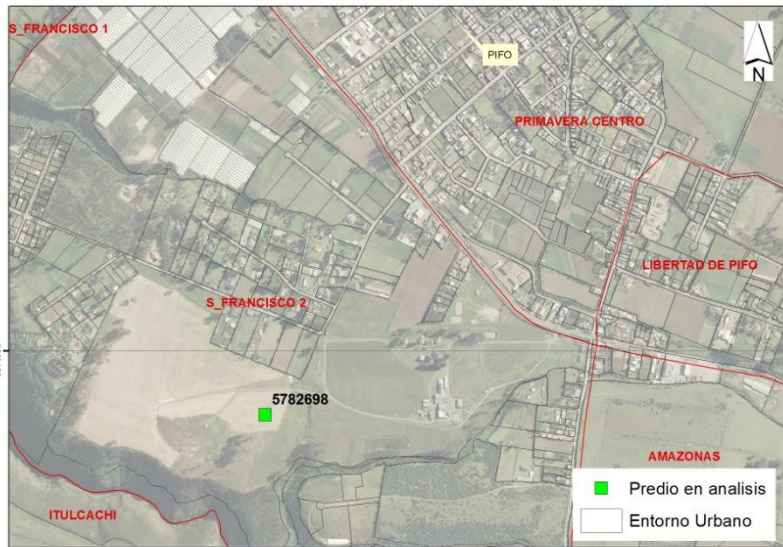 S_FRANCISCO 1
PIFO
N
PRIMAVERA CENTRO
LIBERTAD DE PIFO
S_FRANCISCO 2
5782698
AMAZONAS
ITULCACHI
Predio en analisis
Entorno Urbano